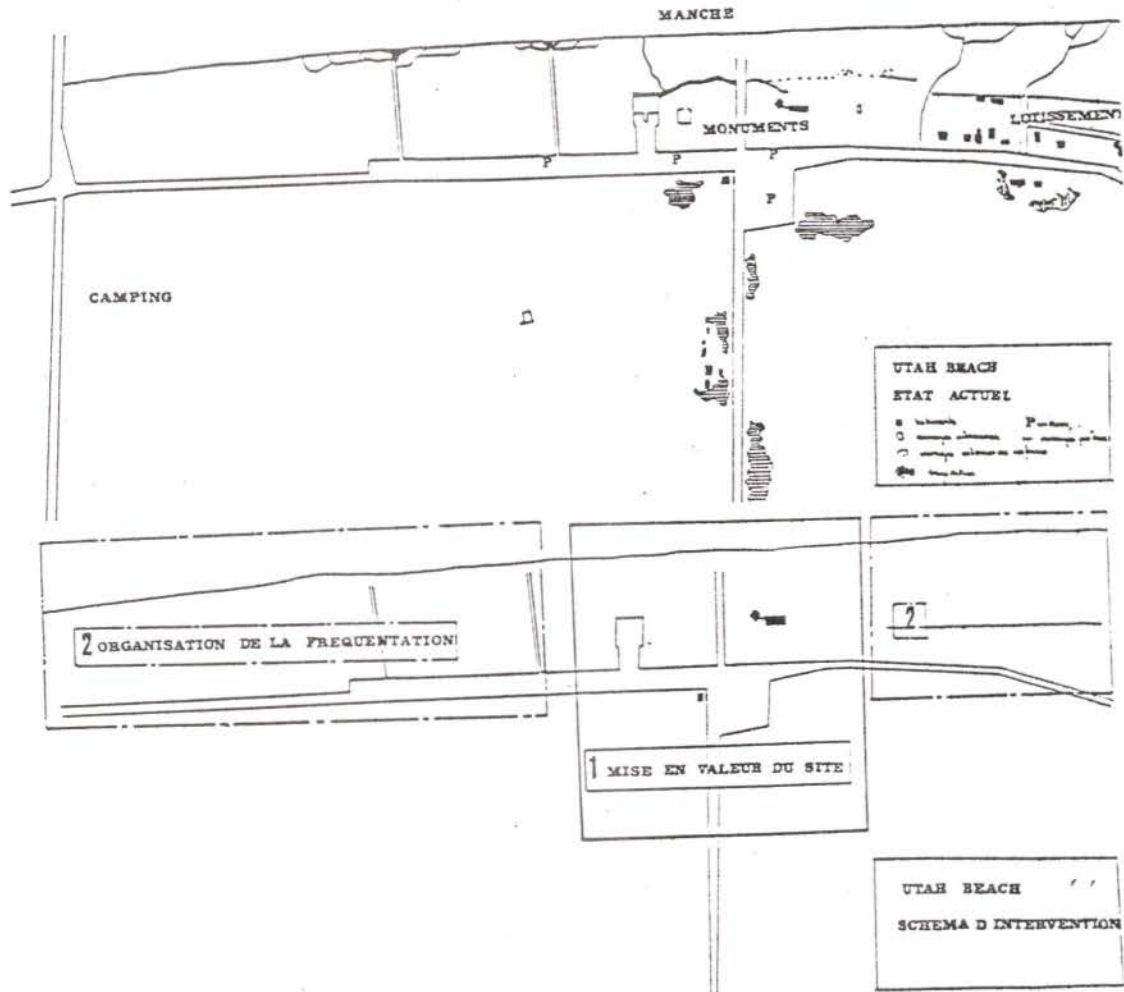 MANCHE
MONUMENTS
LOTISSEMENT
P
P
P
P
CAMPING
UTAH BEACH
ETAT ACTUEL
P
2 ORGANISATION DE LA FREQUENTATION
2
1 MISE EN VALEUR DU SITE
UTAH BEACH
SCHEMA D INTERVENTION